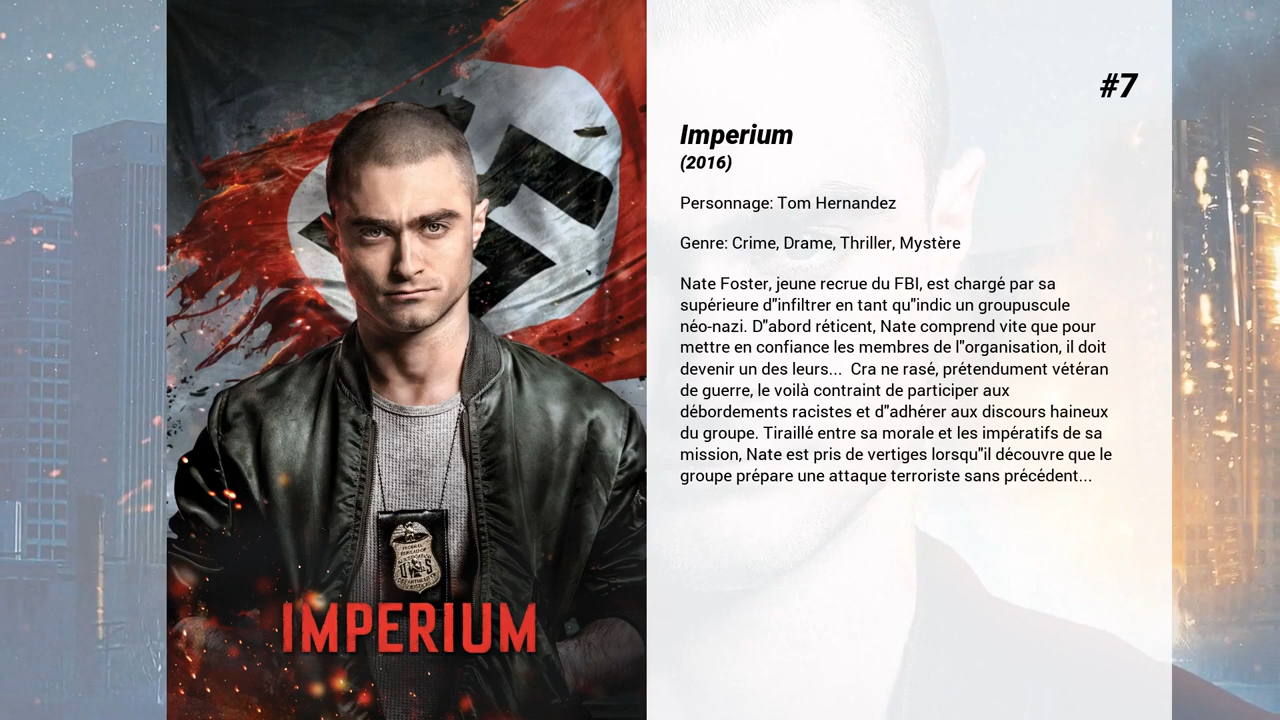 #7
Imperium
(2016)
Personnage: Tom Hernandez
Genre: Crime, Drame, Thriller, Mystère
Nate Foster, jeune recrue du FBI, est chargé par sa
supérieure d"infiltrer en tant qu"indic un groupuscule
néo-nazi. D"abord réticent, Nate comprend vite que pour
mettre en confiance les membres de l"organisation, il doit
devenir un des leurs...  Cra ne rasé, prétendument vétéran
de guerre, le voilà contraint de participer aux
débordements racistes et d"adhérer aux discours haineux
du groupe. Tiraillé entre sa morale et les impératifs de sa
mission, Nate est pris de vertiges lorsqu"il découvre que le
groupe prépare une attaque terroriste sans précédent...
FEDERAL
BUREAU OF
U S
IMPERIUM